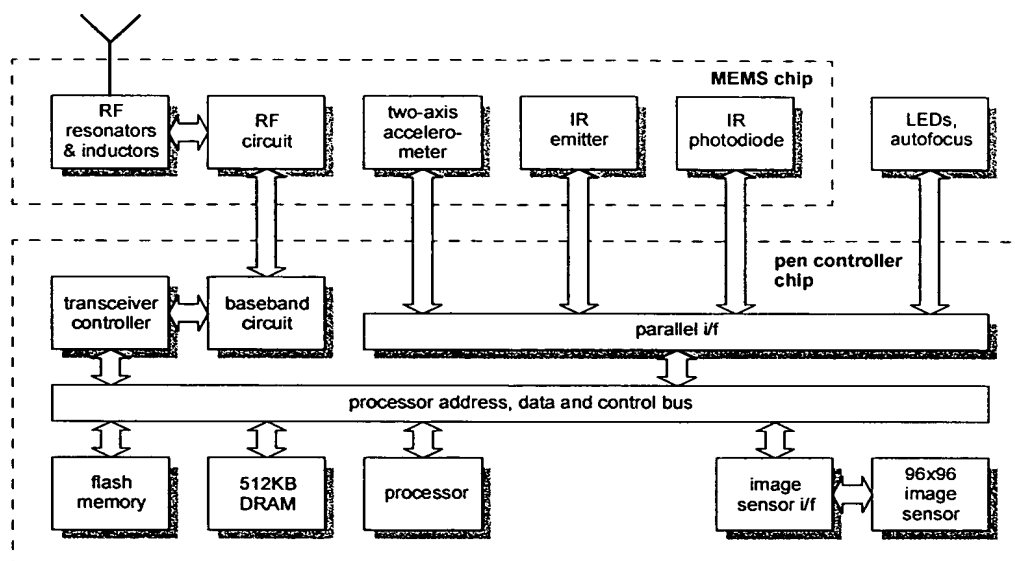 MEMS chip
RF
resonators
& inductors
RF
circuit
two-axis
accelero-
meter
IR
emitter
IR
photodiode
LEDs,
autofocus
pen controller
chip
transceiver
controller
baseband
circuit
parallel i/f
processor address, data and control bus
flash
memory
512KB
DRAM
processor
image
sensor i/f
96x96
image
sensor